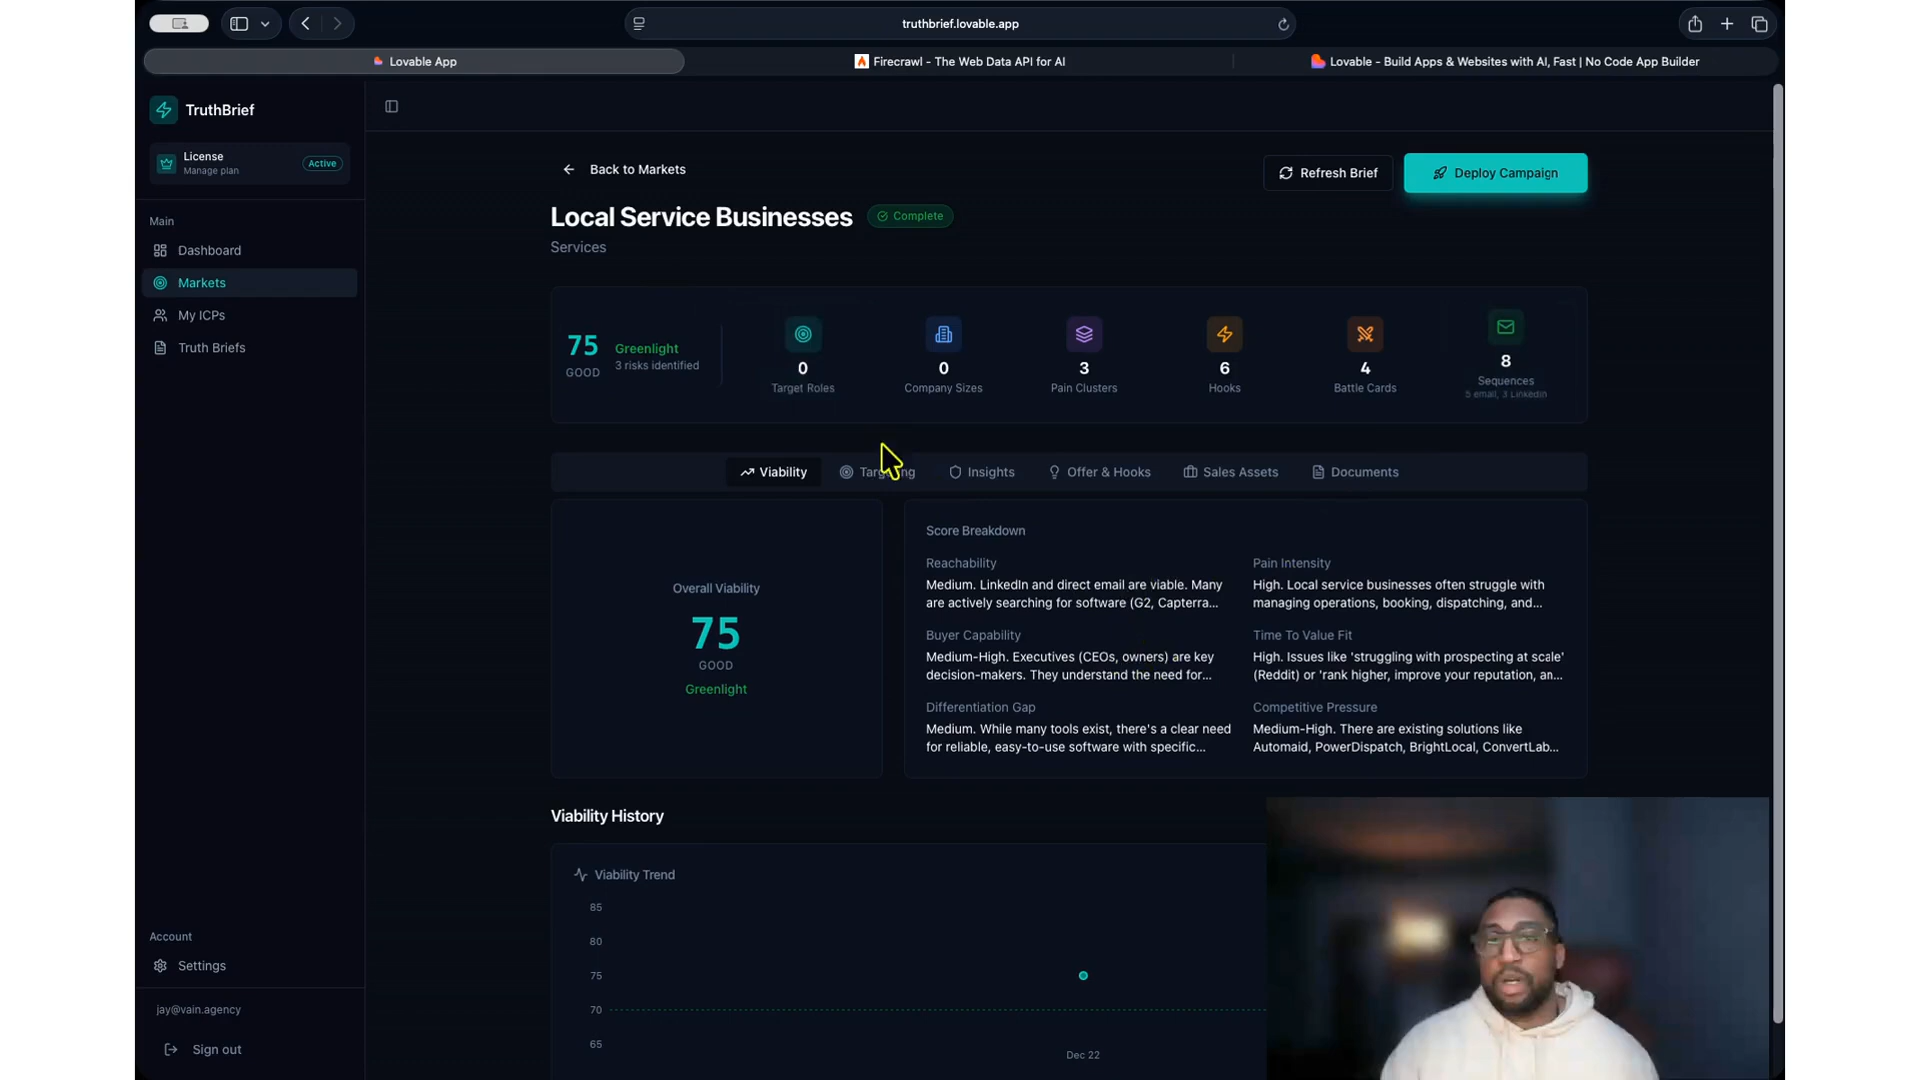 truthbrief.lovable.app
Lovable App
Firecrawl - The Web Data API for AI
Lovable - Build Apps & Websites with AI, Fast | No Code App Builder
TruthBrief
License
Manage plan
Active
Main
Dashboard
Markets
My ICPs
Truth Briefs
Account
Settings
jay@vain.agency
Sign out
Back to Markets
Refresh Brief
Deploy Campaign
Local Service Businesses
Complete
Services
75
GOOD
Greenlight
3 risks identified
0
Target Roles
0
Company Sizes
3
Pain Clusters
6
Hooks
4
Battle Cards
8
Sequences
5 email, 3 LinkedIn
Viability
Targeting
Insights
Offer & Hooks
Sales Assets
Documents
Overall Viability
75
GOOD
Greenlight
Score Breakdown
Reachability
Medium. LinkedIn and direct email are viable. Many
are actively searching for software (G2, Capterra...
Pain Intensity
High. Local service businesses often struggle with
managing operations, booking, dispatching, and...
Buyer Capability
Medium-High. Executives (CEOs, owners) are key
decision-makers. They understand the need for...
Time To Value Fit
High. Issues like 'struggling with prospecting at scale'
(Reddit) or 'rank higher, improve your reputation, an...
Differentiation Gap
Medium. While many tools exist, there's a clear need
for reliable, easy-to-use software with specific...
Competitive Pressure
Medium-High. There are existing solutions like
Automaid, PowerDispatch, BrightLocal, ConvertLab...
Viability History
Viability Trend
85
80
75
70
65
Dec 22